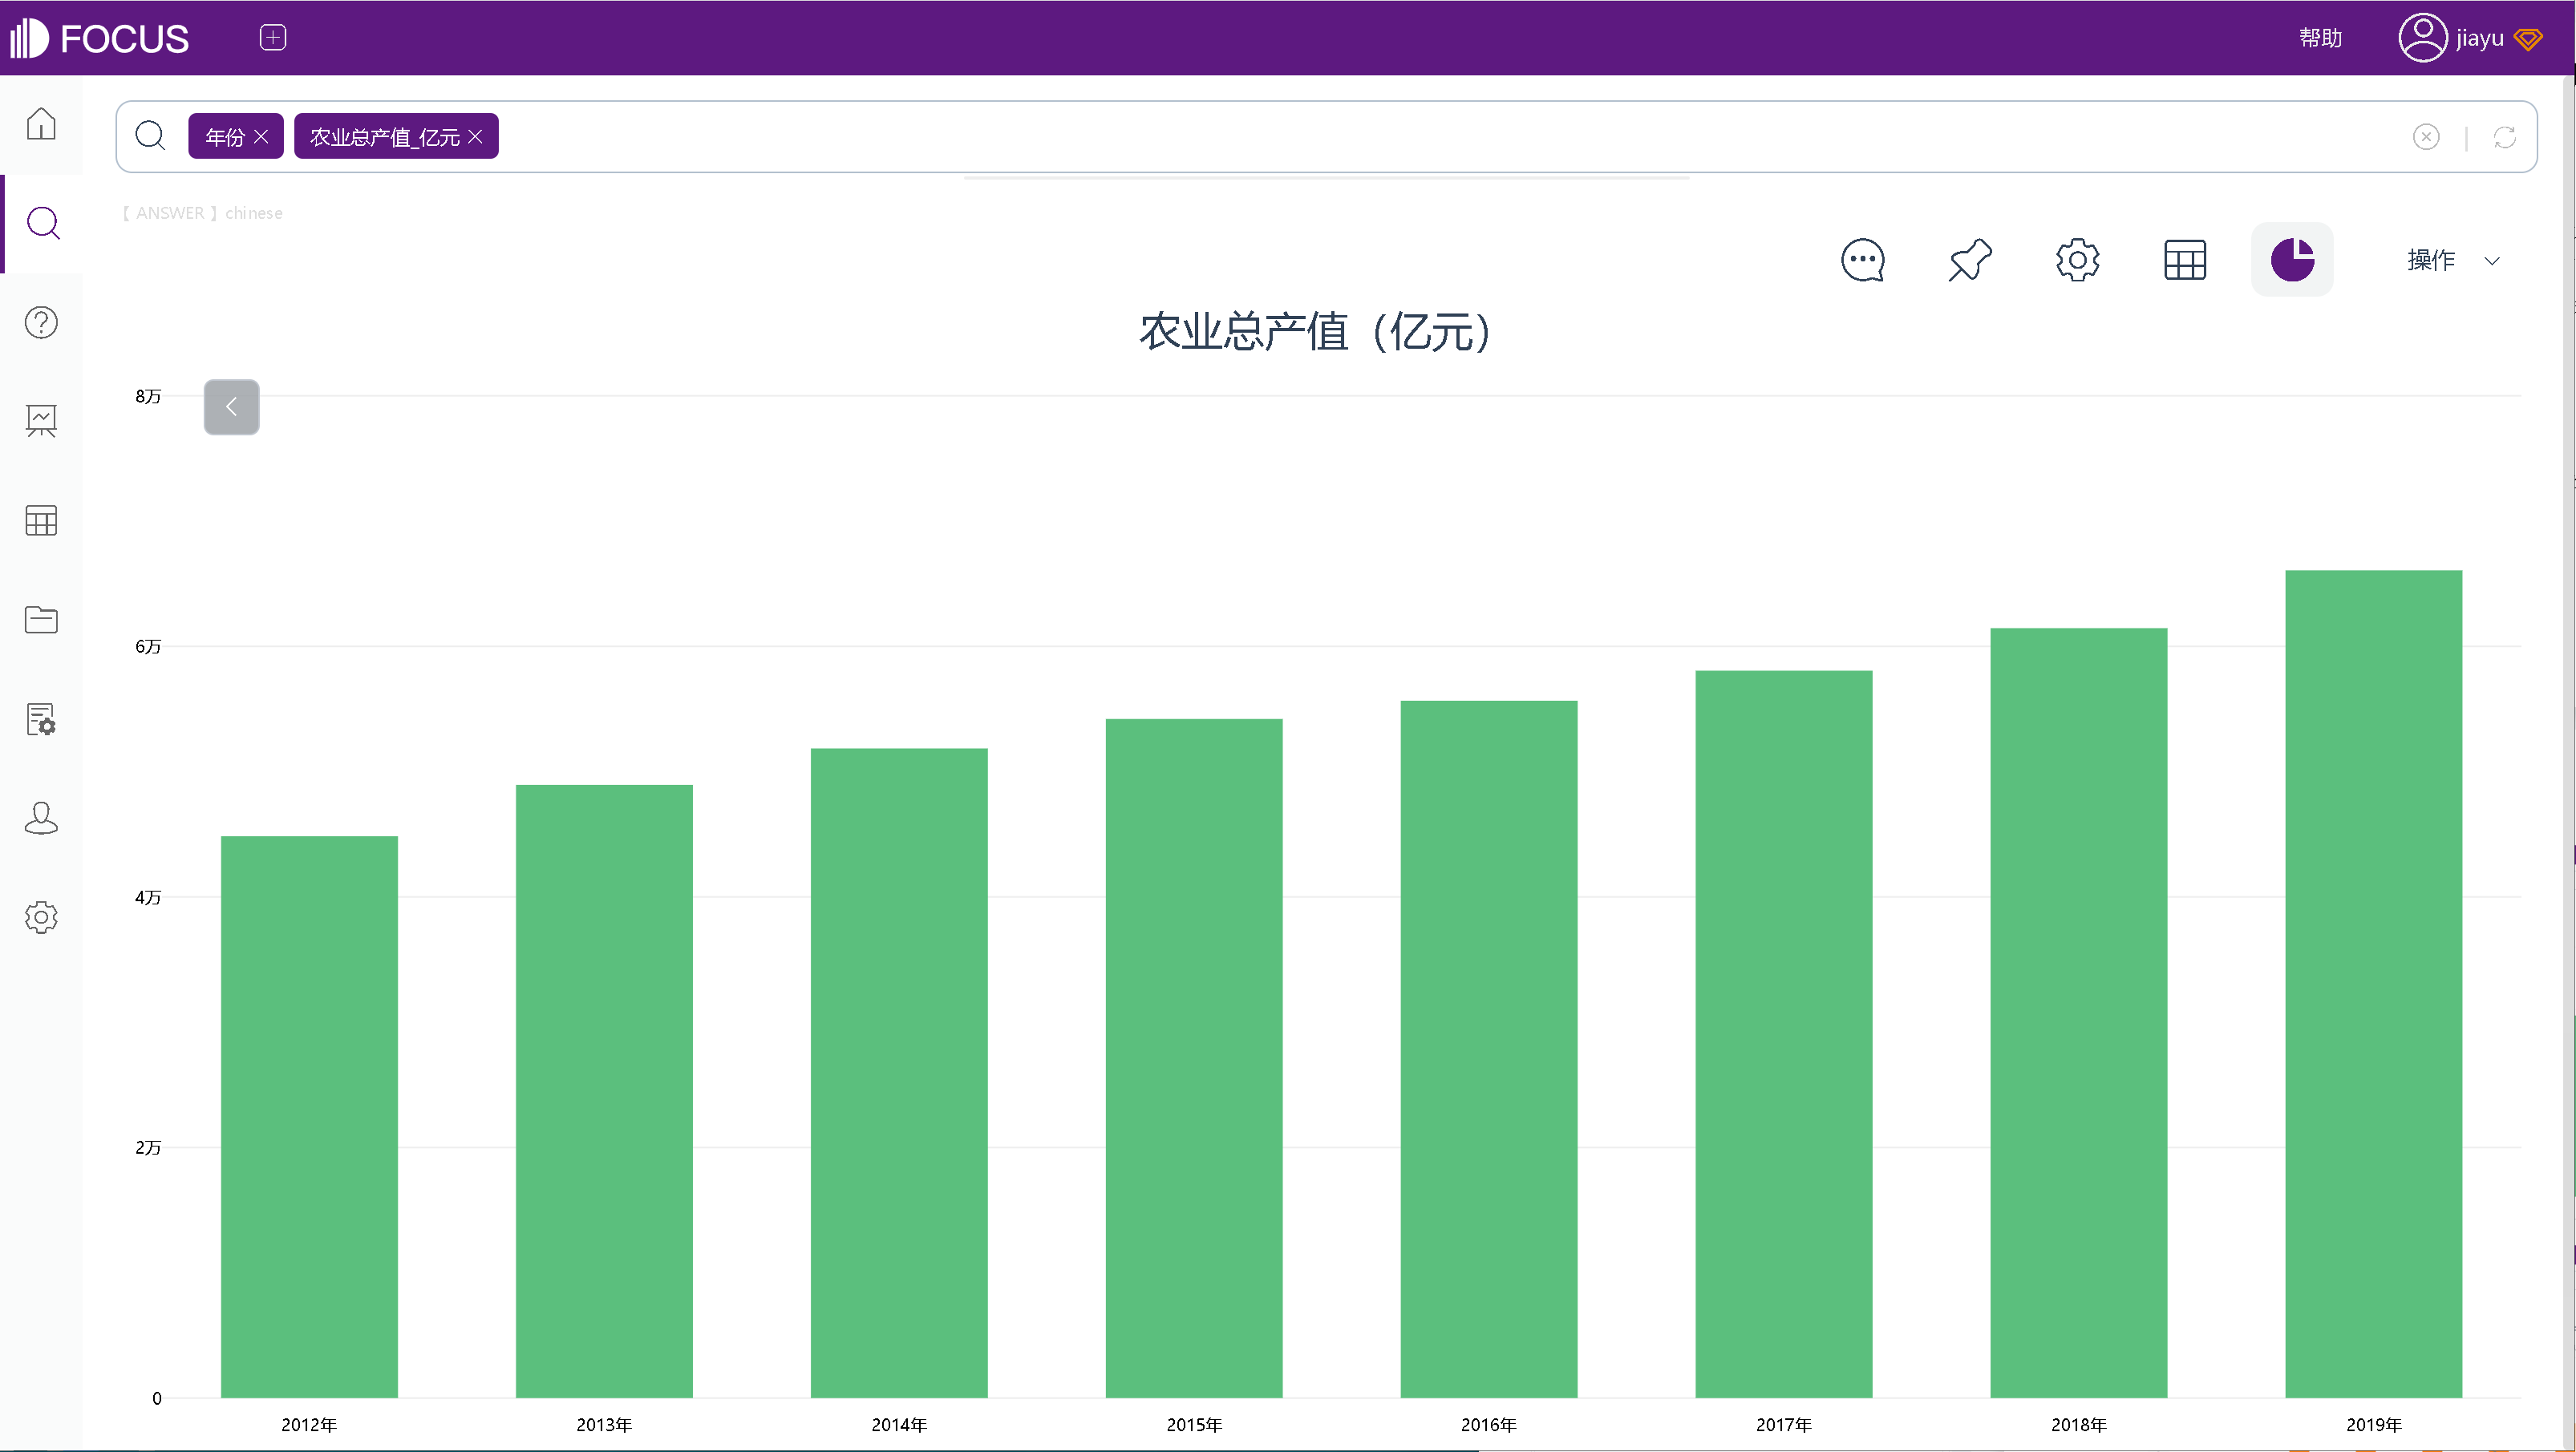 FOCUS
帮助
jiayu
年份
农业总产值_亿元
【 ANSWER 】 chinese
操作
农业总产值（亿元）
8万
6万
4万
2万
0
2012年 2013年 2014年 2015年 2016年 2017年 2018年 2019年